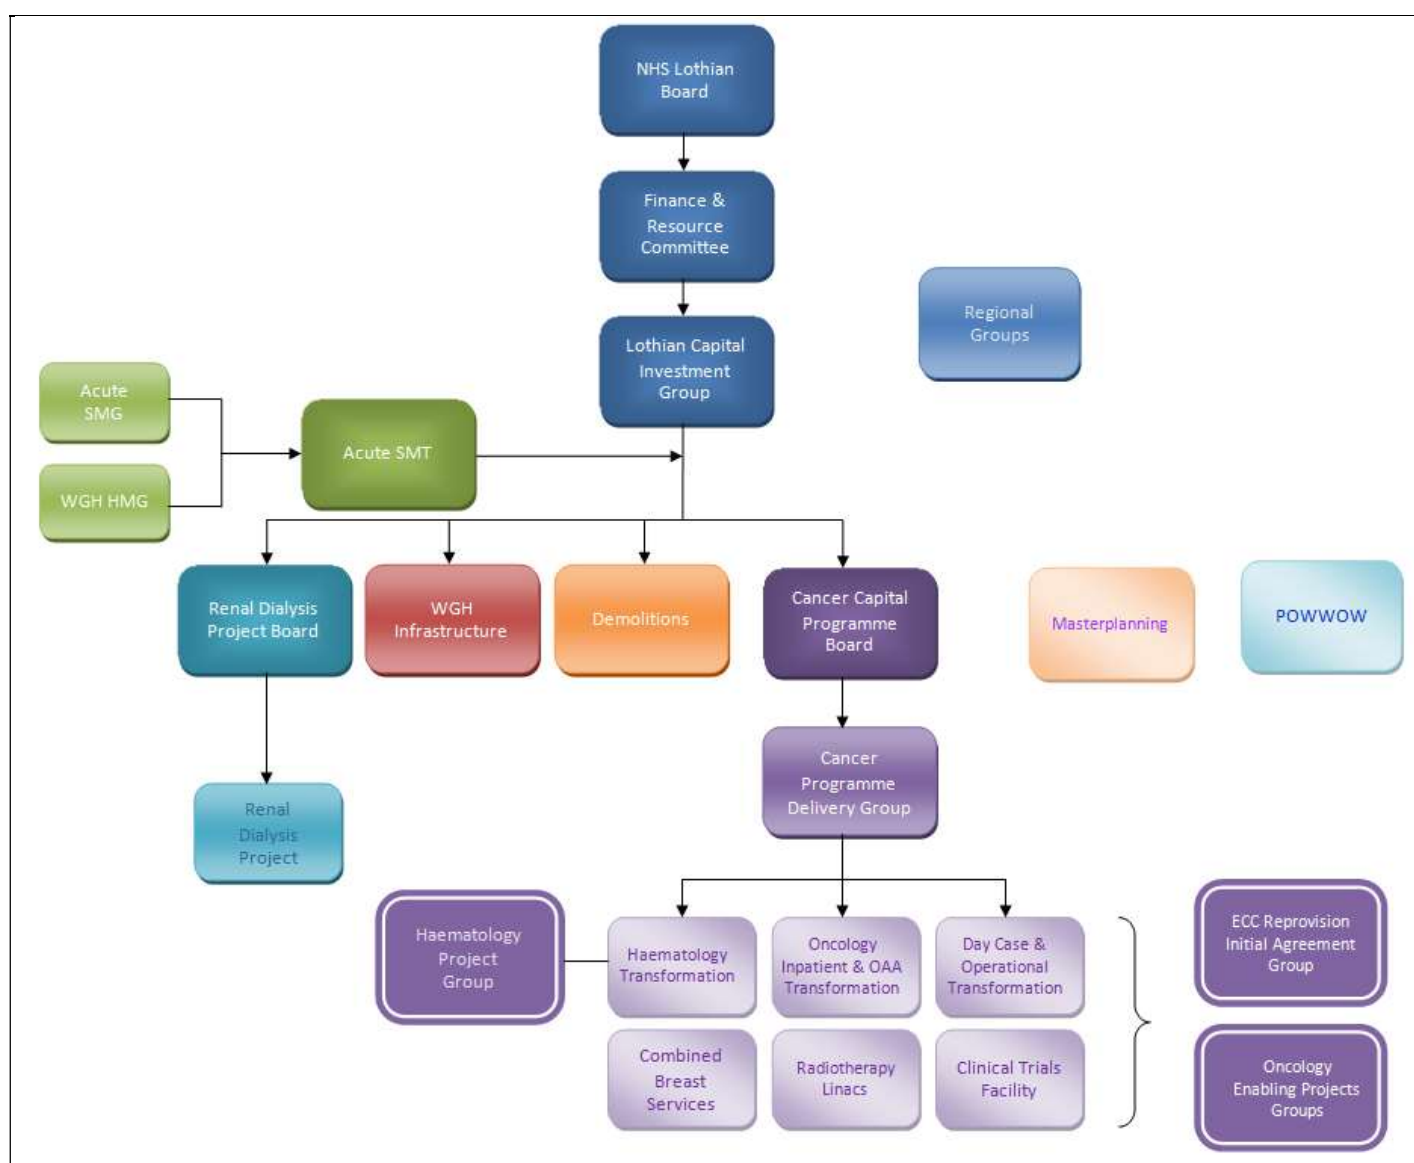 NHS Lothian
Board
Finance &
Resource
Committee
Regional
Groups
Lothian Capital
Investment
Group
Acute
SMG
Acute SMT
WGH HMG
Renal Dialysis
Project Board
WGH
Infrastructure
Demolitions
Cancer Capital
Programme
Board
Masterplanning
POWWOW
Cancer
Programme
Delivery Group
Renal
Dialysis
Project
Haematology
Project
Group
Haematology
Transformation
Oncology
Inpatient & OAA
Transformation
Day Case &
Operational
Transformation
ECC Reprovision
Initial Agreement
Group
Combined
Breast
Services
Radiotherapy
Linacs
Clinical Trials
Facility
Oncology
Enabling Projects
Groups